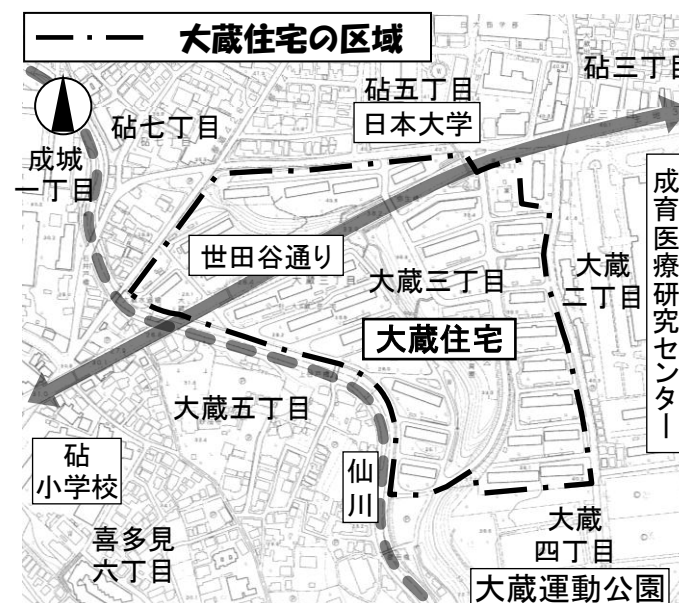 大蔵住宅の区域
砧三丁目
砧五丁目
日本大学
砧七丁目
成城
一丁目
成育医療研究センター
世田谷通り
大蔵三丁目
大蔵
二丁目
大蔵住宅
大蔵五丁目
砧
小学校
仙川
喜多見
六丁目
大蔵
四丁目
大蔵運動公園